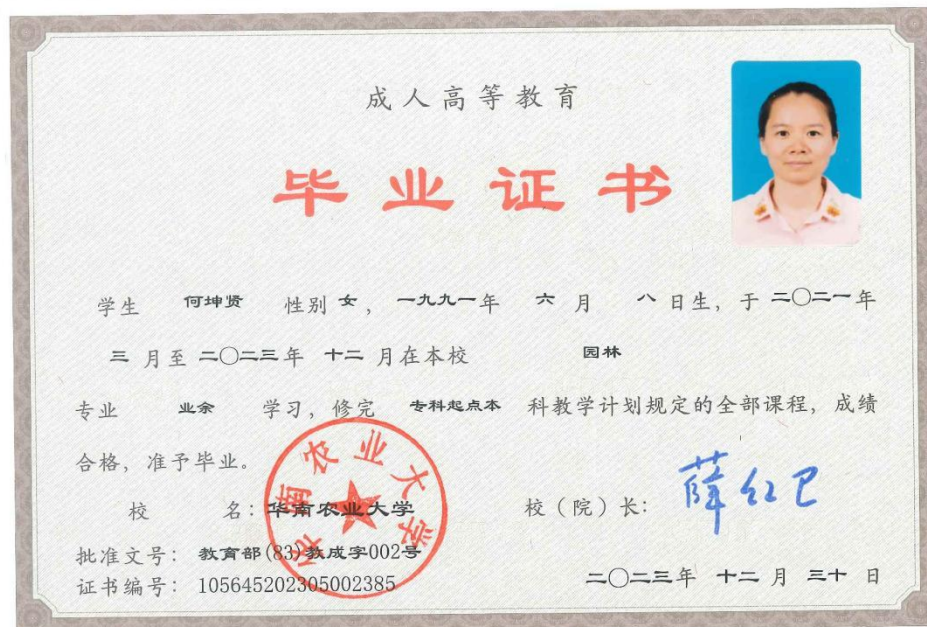 成人高等教育
毕业证书
学生 何坤贤 性别 女，一九九一年 六 月 八 日生，于 二〇二一年
三 月至 二〇二三年 十二 月在本校 园林
专业 业余 学习，修完 专科起点本 科教学计划规定的全部课程，成绩
合格，准予毕业。
校 名：华南农业大学 校（院）长：薛红卫
批准文号：教育部(83)教成字002号
证书编号：105645202305002385
二〇二三年 十二 月 三十 日
华南农业大学